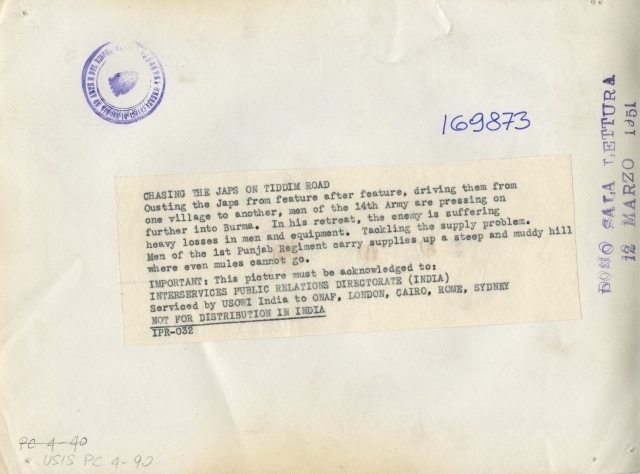 169873
DONO SALA LETTURA
12 MARZO 1951
CHASING THE JAPS ON TIDDIM ROAD
Ousting the Japs from feature after feature, driving them from
one village to another, men of the 14th Army are pressing on
further into Burma. In his retreat, the enemy is suffering
heavy losses in men and equipment. Tackling the supply problem.
Men of the 1st Punjab Regiment carry supplies up a steep and muddy hill
where even mules cannot go.
IMPORTANT: This picture must be acknowledged to:
INTERSERVICES PUBLIC RELATIONS DIRECTORATE (INDIA)
Serviced by USOWI India to ONAF, LONDON, CAIRO, ROME, SYDNEY
NOT FOR DISTRIBUTION IN INDIA
IPR-032
PC 4-40
USIS PC 4-90